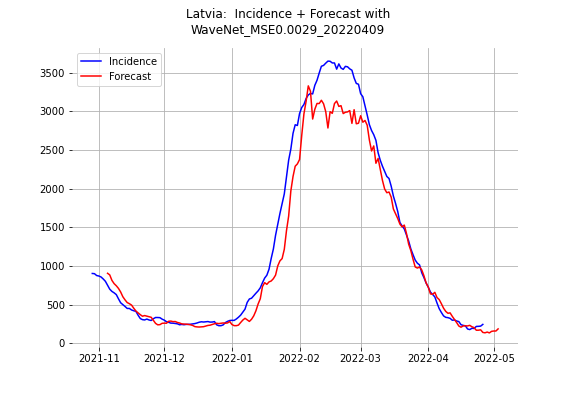 Latvia:  Incidence + Forecast with
WaveNet_MSE0.0029_20220409
Incidence
Forecast
3500
3000
2500
2000
1500
1000
500
0
2021-11 2021-12 2022-01 2022-02 2022-03 2022-04 2022-05